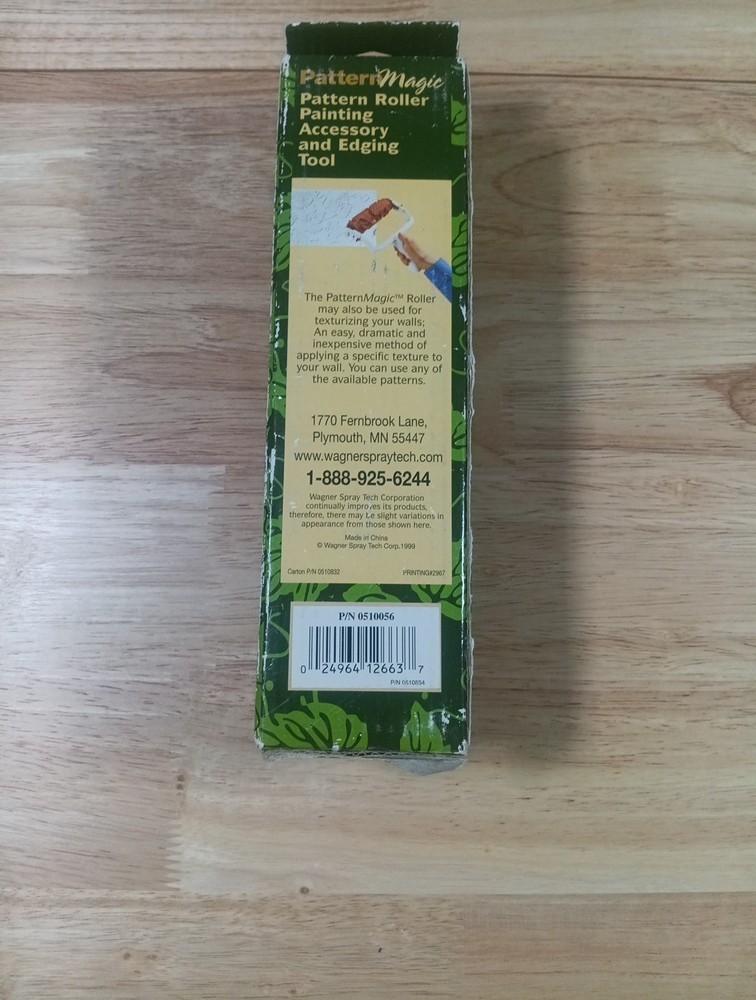 PatternMagic
Pattern Roller
Painting
Accessory
and Edging
Tool
The PatternMagic™ Roller
may also be used for
texturizing your walls;
An easy, dramatic and
inexpensive method of
applying a specific texture to
your wall. You can use any of
the available patterns.
1770 Fernbrook Lane,
Plymouth, MN 55447
www.wagnerspraytech.com
1-888-925-6244
Wagner Spray Tech Corporation
continually improves its products,
therefore, there may be slight variations in
appearance from those shown here.
Made in China
© Wagner Spray Tech Corp.1999
Carton P/N 0510832 PRINTING#2967
P/N 0510056
0 24964 12663 7
P/N 0510854